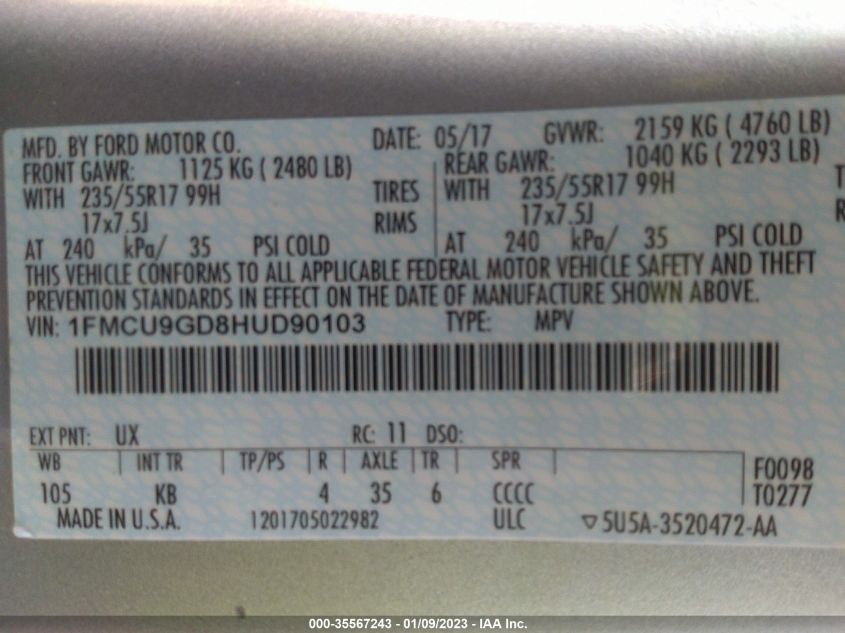 MFD. BY FORD MOTOR CO. DATE: 05/17 GVWR: 2159 KG ( 4760 LB)
FRONT GAWR: 1125 KG ( 2480 LB) REAR GAWR: 1040 KG ( 2293 LB)
WITH 235/55R17 99H TIRES WITH 235/55R17 99H T
17x7.5J RIMS 17x7.5J R
AT 240 kPa/ 35 PSI COLD AT 240 kPa/ 35 PSI COLD
THIS VEHICLE CONFORMS TO ALL APPLICABLE FEDERAL MOTOR VEHICLE SAFETY AND THEFT
PREVENTION STANDARDS IN EFFECT ON THE DATE OF MANUFACTURE SHOWN ABOVE.
VIN: 1FMCU9GD8HUD90103 TYPE: MPV
EXT PNT: UX RC: 11 DSO:
WB INT TR TP/PS R AXLE TR SPR F0098
105 KB 4 35 6 CCCC T0277
MADE IN U.S.A. 1201705022982 ULC ▽5U5A-3520472-AA
000-35567243 - 01/09/2023 - IAA Inc.